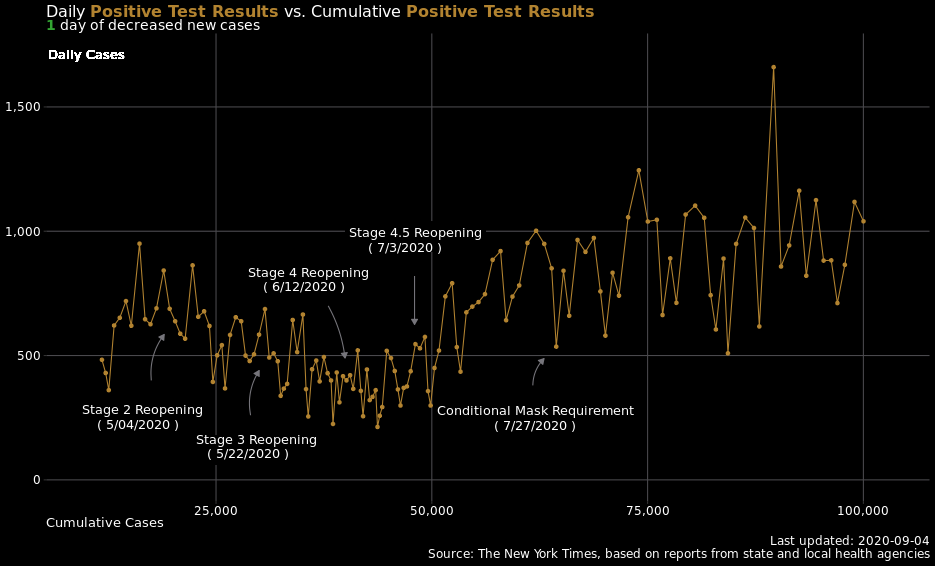 Daily Positive Test Results vs. Cumulative Positive Test Results
1 day of decreased new cases
Daily Cases
1,500
1,000
500
0
Stage 4.5 Reopening
( 7/3/2020 )
Stage 4 Reopening
( 6/12/2020 )
Stage 2 Reopening
( 5/04/2020 )
Stage 3 Reopening
( 5/22/2020 )
Conditional Mask Requirement
( 7/27/2020 )
25,000
50,000
75,000
100,000
Cumulative Cases
Last updated: 2020-09-04
Source: The New York Times, based on reports from state and local health agencies